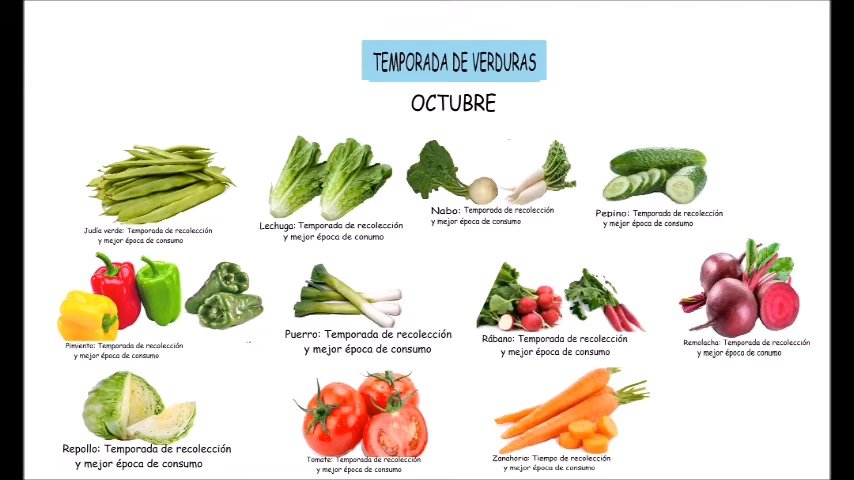 TEMPORADA DE VERDURAS
OCTUBRE
Judía verde: Temporada de recolección
y mejor época de consumo
Lechuga: Temporada de recolección
y mejor época de conumo
Nabo: Temporada de recolección
y mejor época de consumo
Pepino: Temporada de recolección
y mejor época de consumo
Pimiento: Temporada de recolección
y mejor época de consumo
Puerro: Temporada de recolección
y mejor época de consumo
Rábano: Temporada de recolección
y mejor época de consumo
Remolacha: Temporada de recolección
y mejor época de conumo
Repollo: Temporada de recolección
y mejor época de consumo
Tomate: Temporada de recolección
y mejor época de consumo
Zanahoria: Tiempo de recolección
y mejor época de consumo